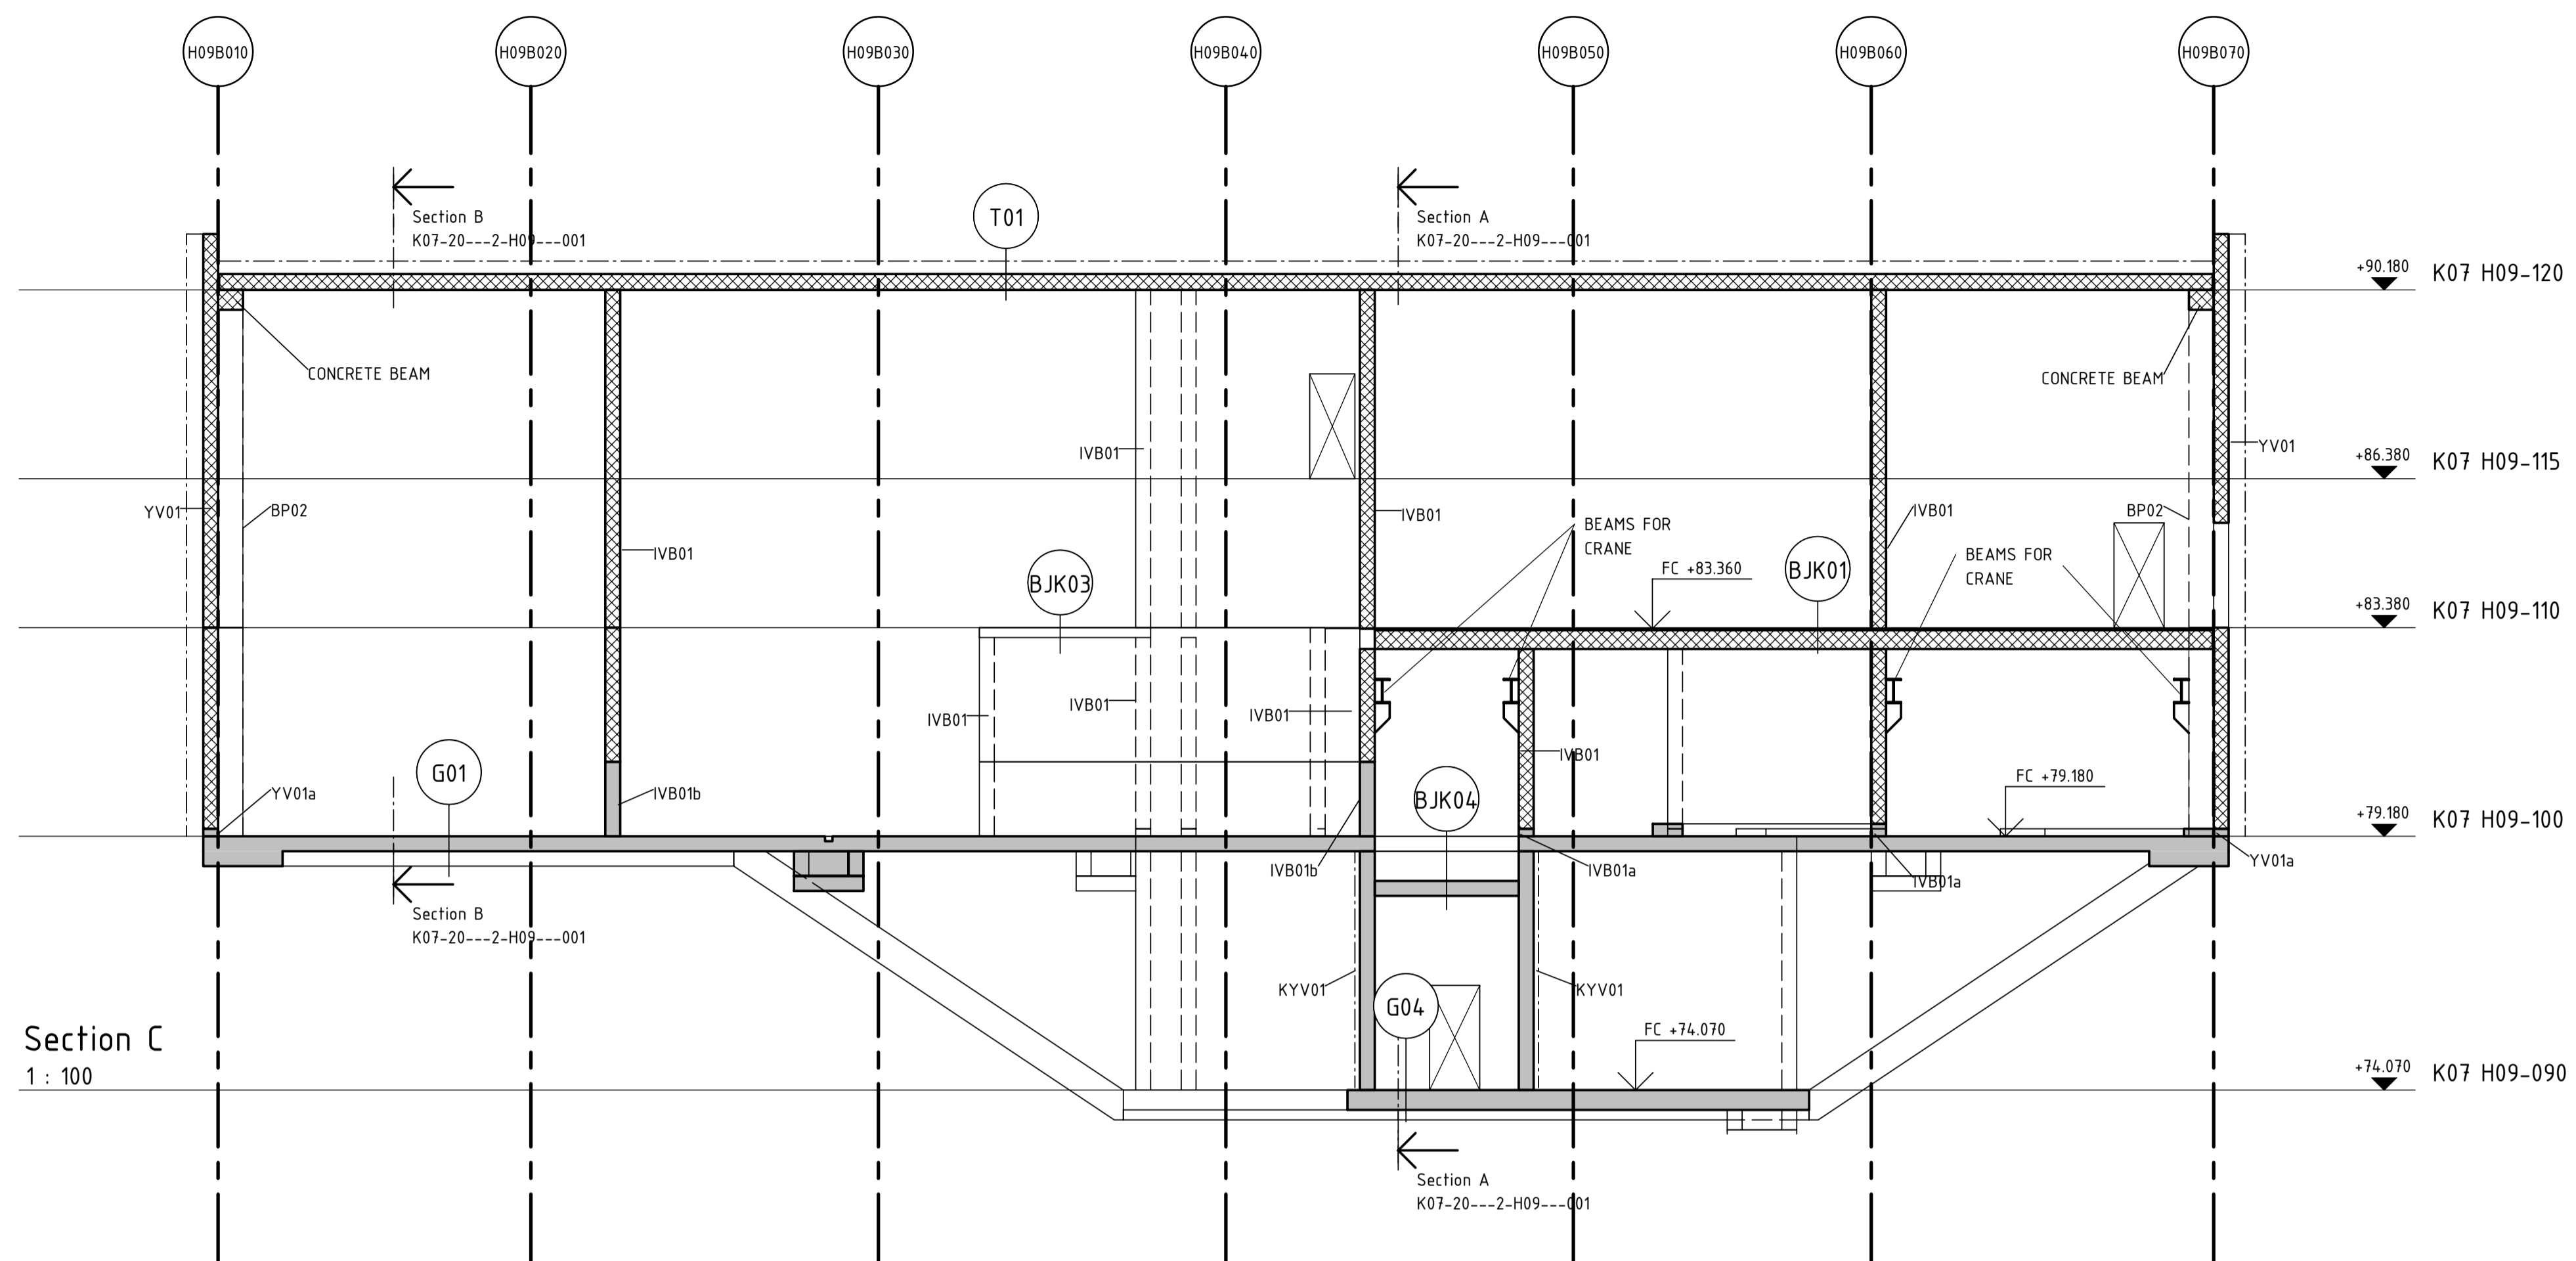 H09B010
H09B020
H09B030
H09B040
H09B050
H09B060
H09B070
Section B
K07-20---2-H09---001
T01
Section A
K07-20---2-H09---001
+90.180
K07 H09-120
CONCRETE BEAM
CONCRETE BEAM
IVB01
YV01
+86.380
K07 H09-115
YV01
BP02
IVB01
IVB01
BEAMS FOR
CRANE
IVB01
BP02
BEAMS FOR
CRANE
IVB01
BJK03
FC +83.360
BJK01
+83.380
K07 H09-110
IVB01
IVB01
IVB01
IVB01
G01
YV01a
IVB01b
BJK04
FC +79.180
+79.180
K07 H09-100
IVB01b
IVB01a
IVB01a
YV01a
Section B
K07-20---2-H09---001
KYV01
KYV01
G04
FC +74.070
Section C
1 : 100
+74.070
K07 H09-090
Section A
K07-20---2-H09---001